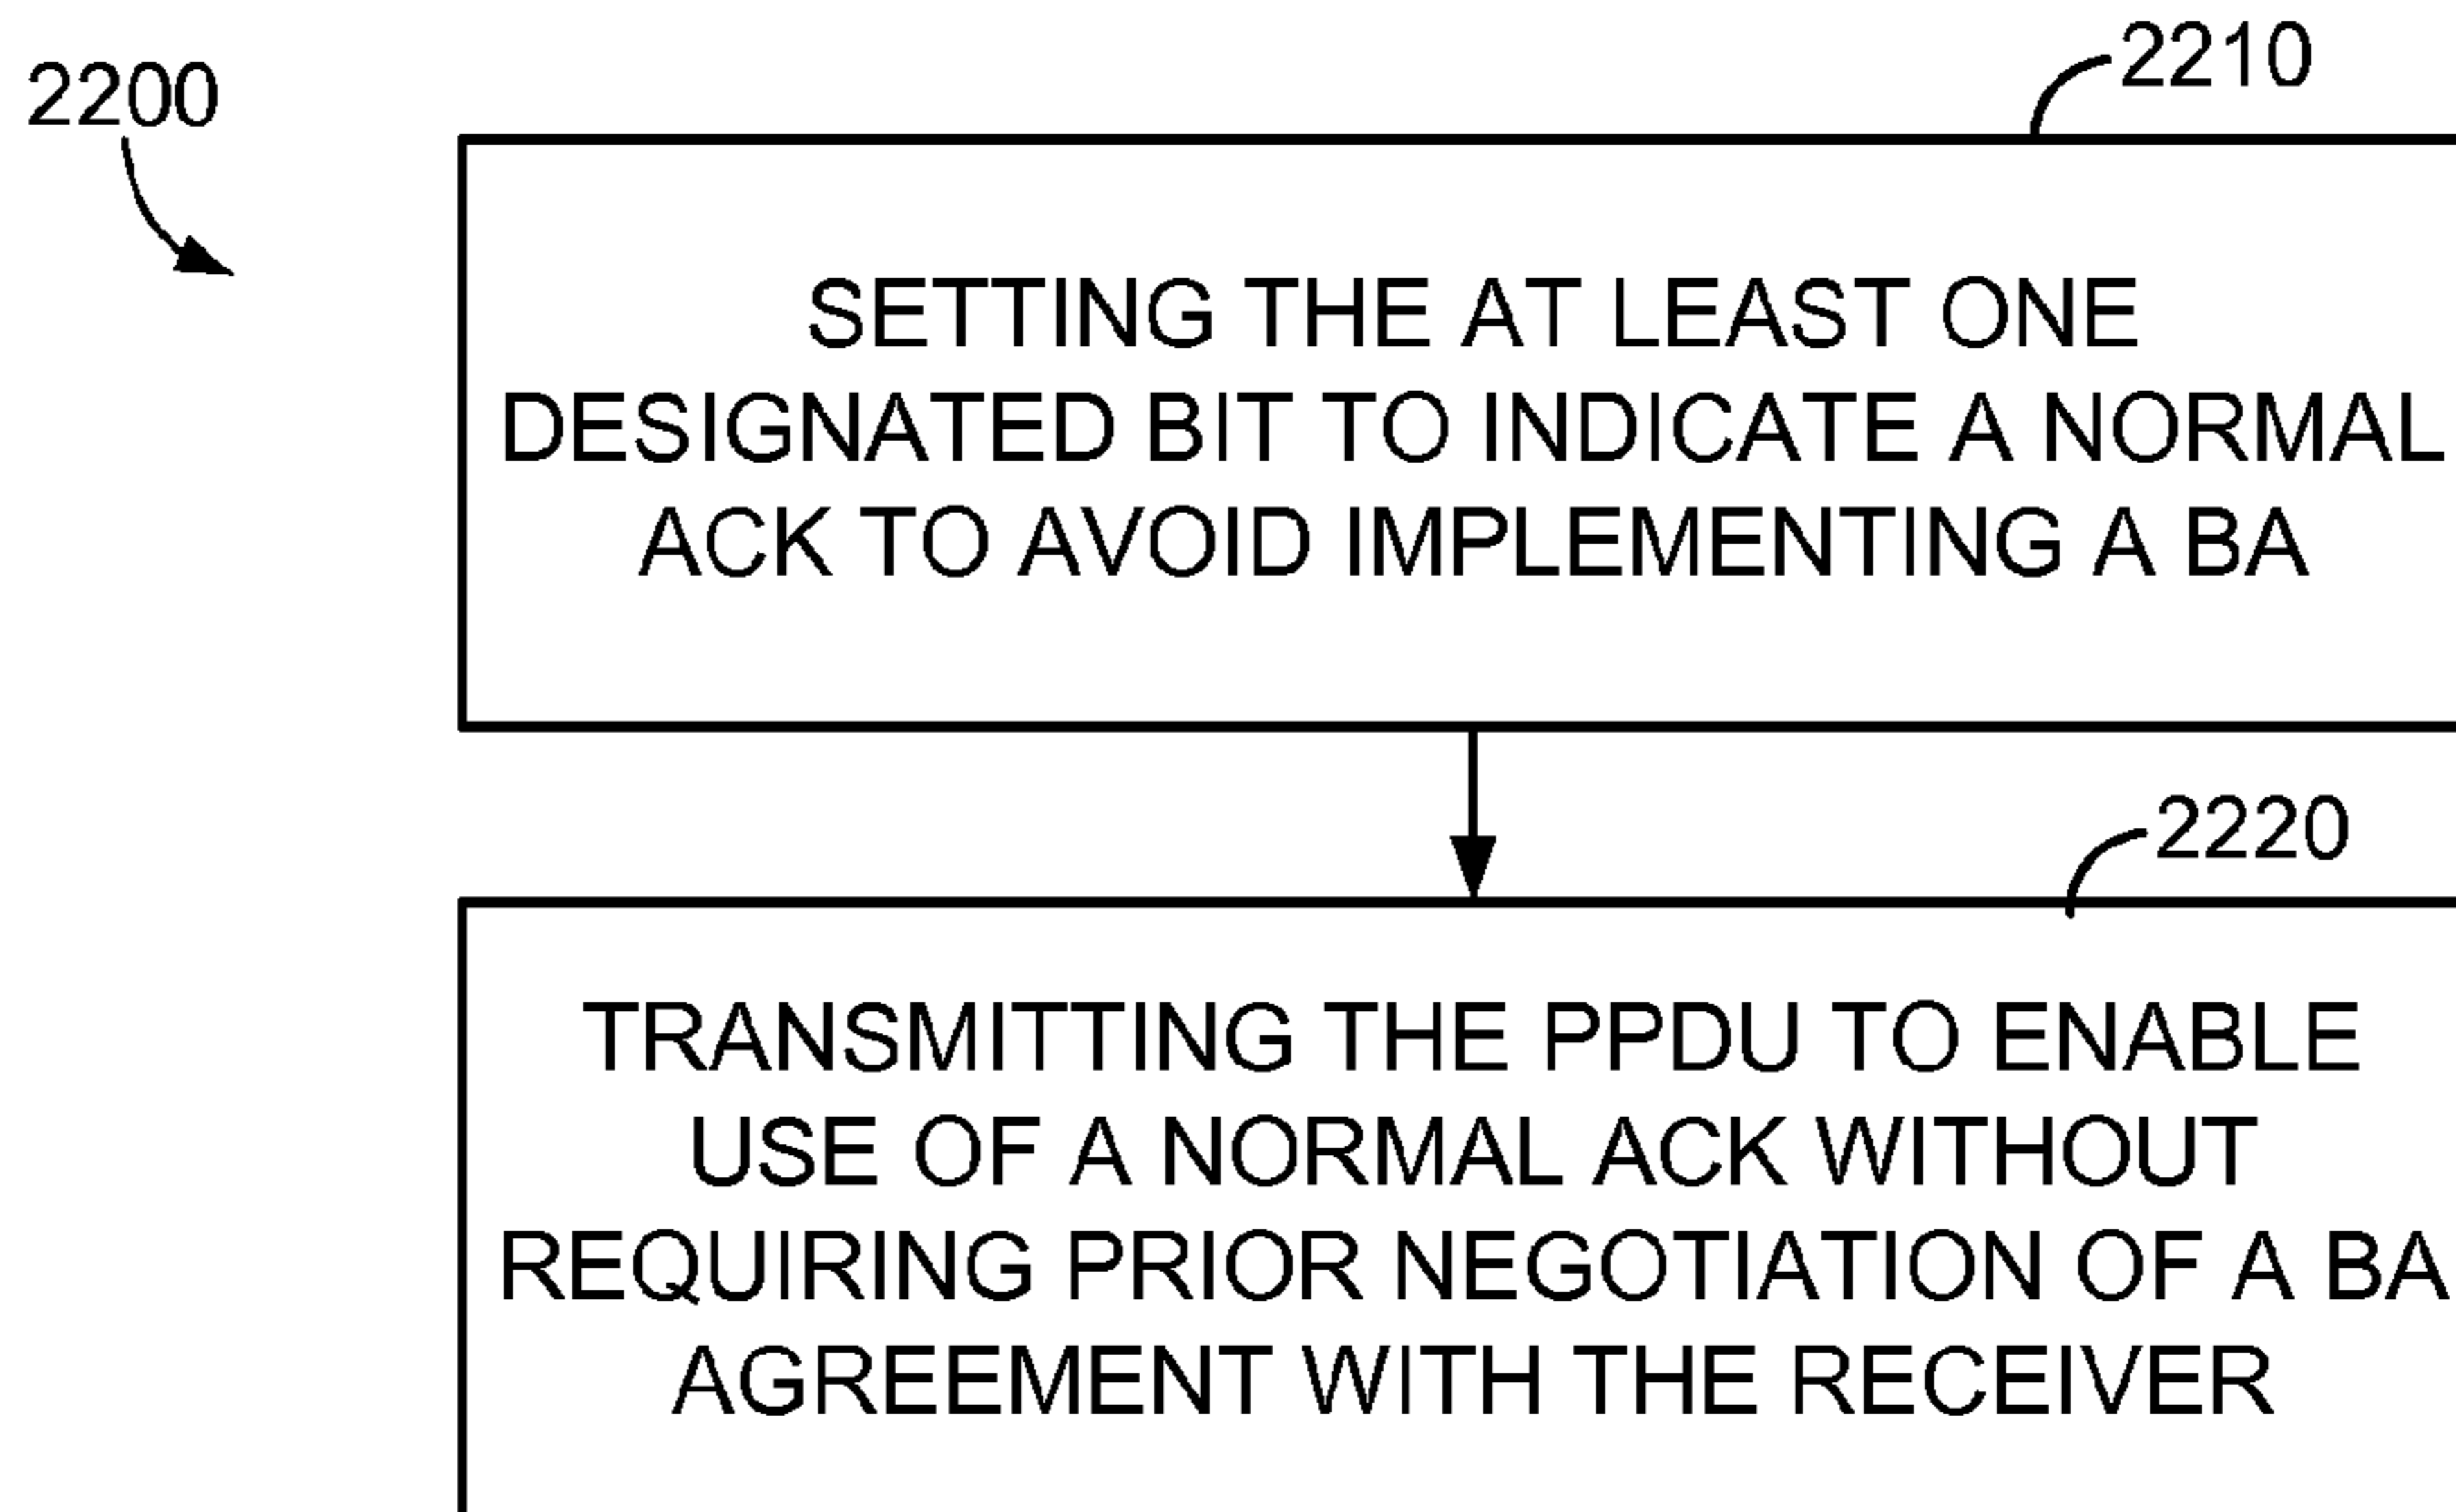 2200
2210
SETTING THE AT LEAST ONE
DESIGNATED BIT TO INDICATE A NORMAL
ACK TO AVOID IMPLEMENTING A BA
2220
TRANSMITTING THE PPDU TO ENABLE
USE OF A NORMAL ACK WITHOUT
REQUIRING PRIOR NEGOTIATION OF A BA
AGREEMENT WITH THE RECEIVER